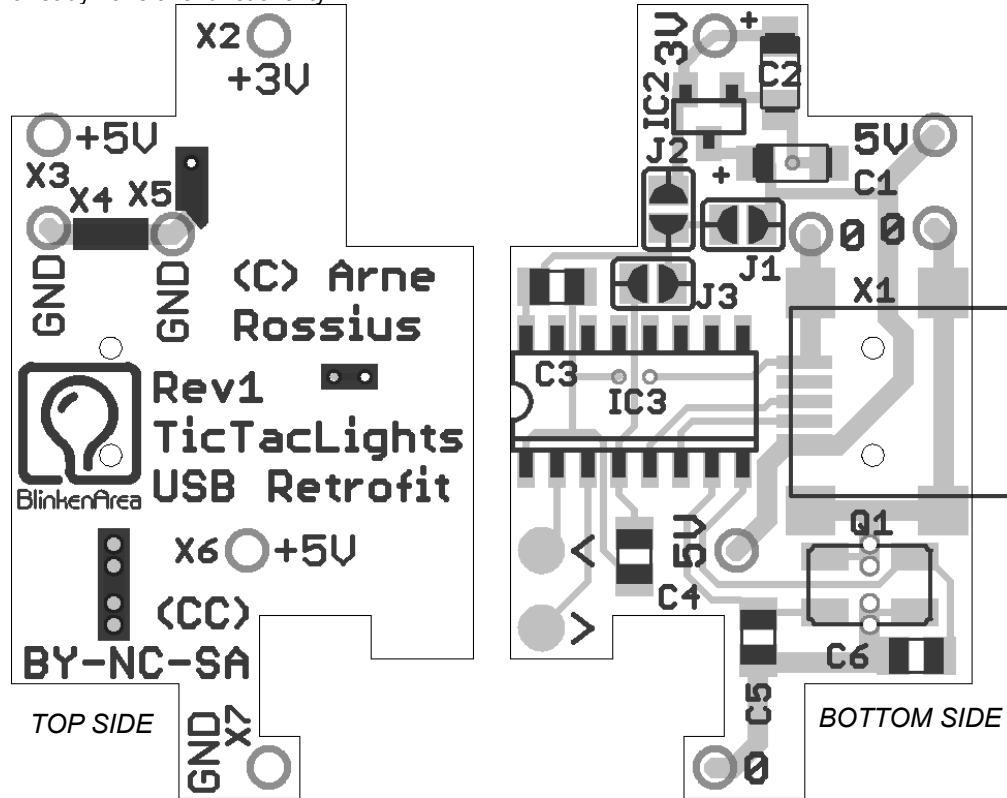 X2
+3V
+5V
X3
X4
X5
GND
GND
(C) Arne
Rossius
Rev1
TicTacLights
USB Retrofit
BlinkenArea
X6
+5V
(CC)
BY-NC-SA
TOP SIDE
GND
X7
3V
+
C2
IC2
J2
+
5V
C1
0
0
J1
J3
X1
C3
IC3
<
5V
Q1
C4
>
C6
C5
0
BOTTOM SIDE